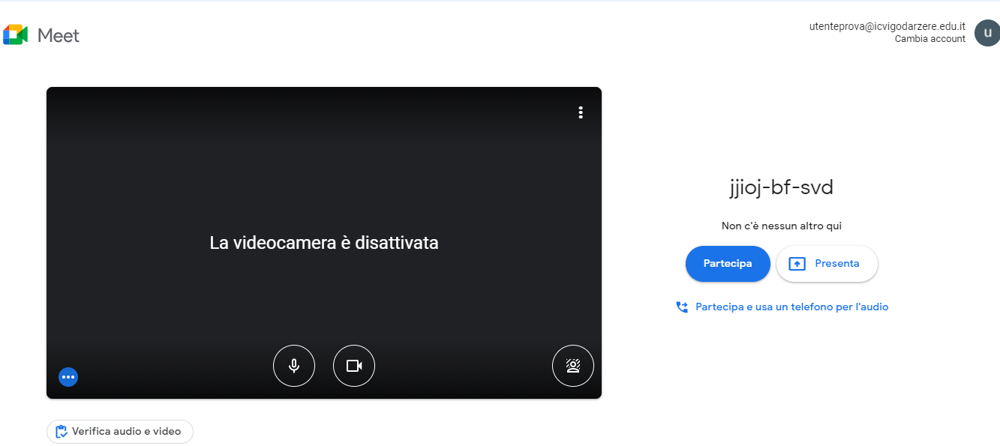 Meet
utenteprova@icvigodarzere.edu.it
Cambia account
u
La videocamera è disattivata
jjioj-bf-svd
Non c'è nessun altro qui
Partecipa
Presenta
Partecipa e usa un telefono per l'audio
Verifica audio e video